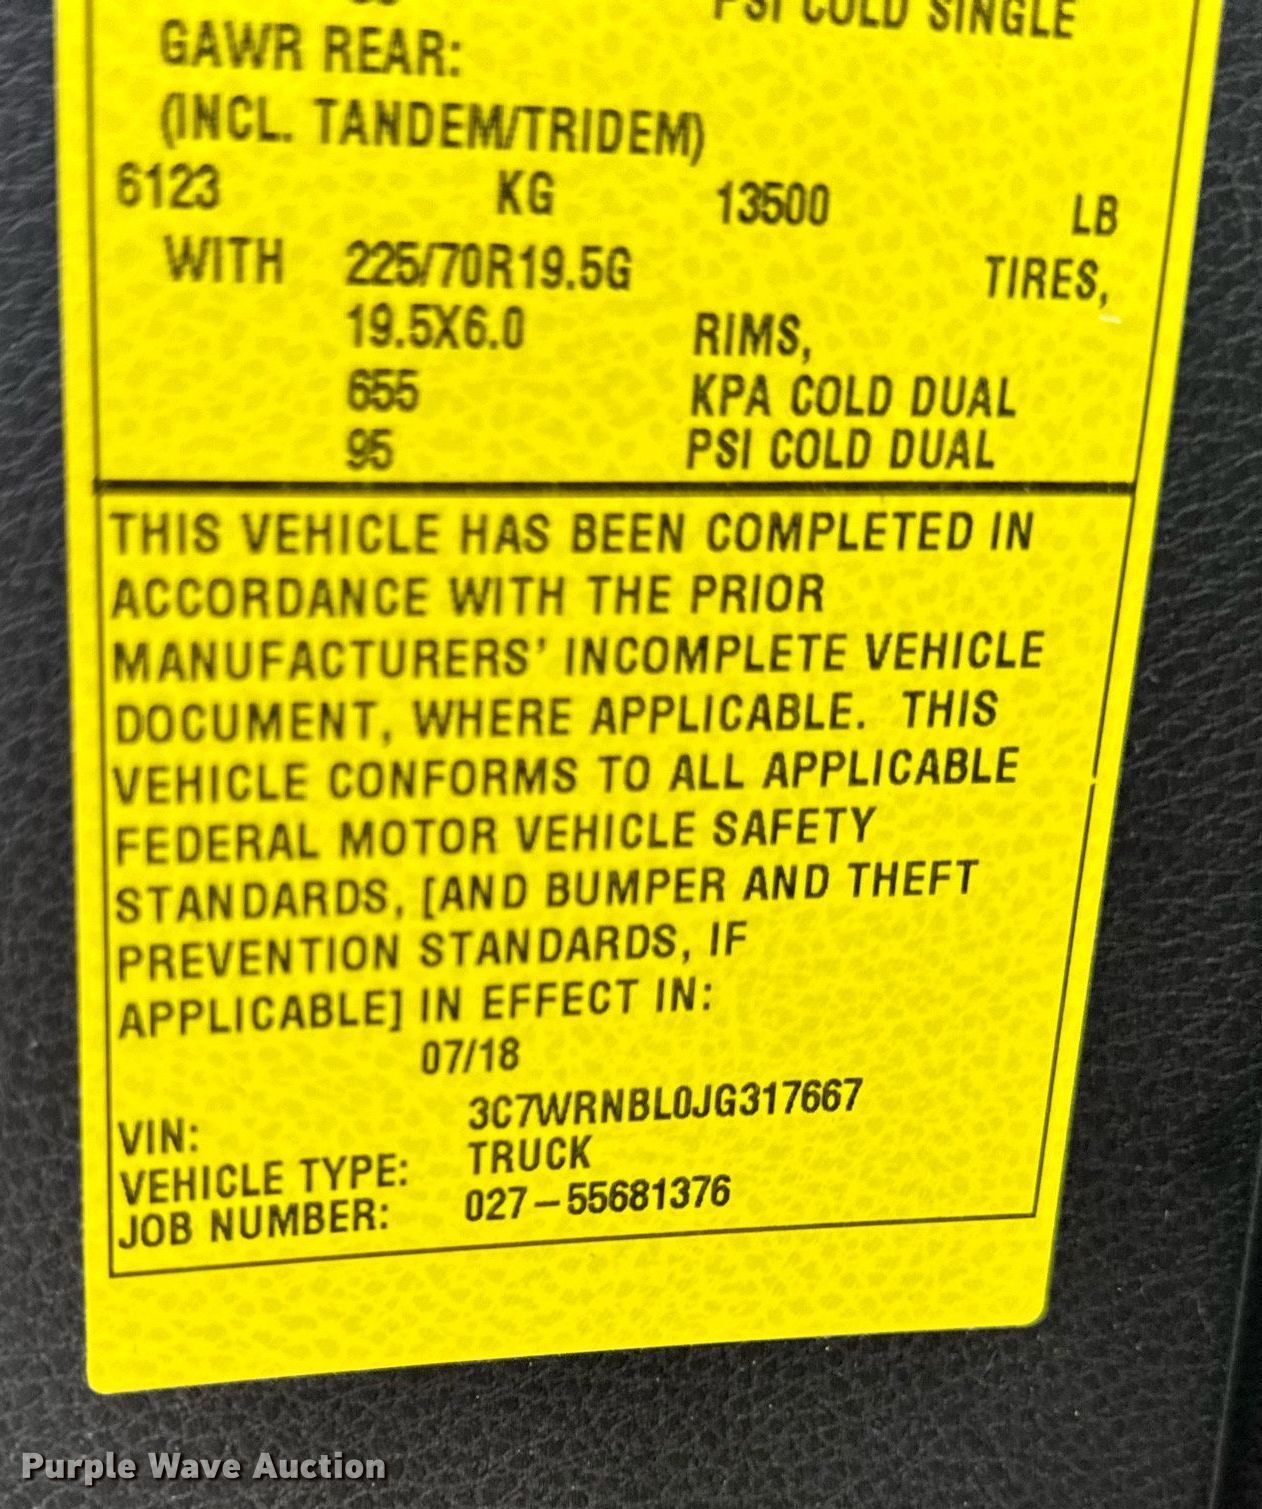 PSI COLD SINGLE
GAWR REAR:
(INCL. TANDEM/TRIDEM)
6123 KG 13500 LB
WITH 225/70R19.5G TIRES,
19.5X6.0 RIMS,
655 KPA COLD DUAL
95 PSI COLD DUAL
THIS VEHICLE HAS BEEN COMPLETED IN
ACCORDANCE WITH THE PRIOR
MANUFACTURERS' INCOMPLETE VEHICLE
DOCUMENT, WHERE APPLICABLE. THIS
VEHICLE CONFORMS TO ALL APPLICABLE
FEDERAL MOTOR VEHICLE SAFETY
STANDARDS, [AND BUMPER AND THEFT
PREVENTION STANDARDS, IF
APPLICABLE] IN EFFECT IN:
07/18
VIN: 3C7WRNBL0JG317667
VEHICLE TYPE: TRUCK
JOB NUMBER: 027-55681376
Purple Wave Auction